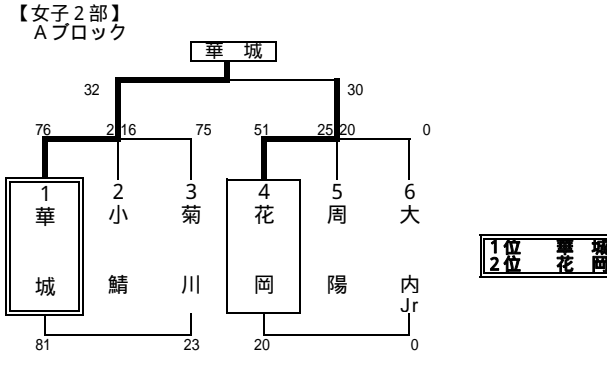 【女子２部】
Ａブロック
華　城
32 30
76 2 16 75 51 25 20 0
1 2 3 4 5 6
華城 小鯖 菊川 花岡 周陽 大内Jr
81 23 20 0
１位　華　城
２位　花　岡